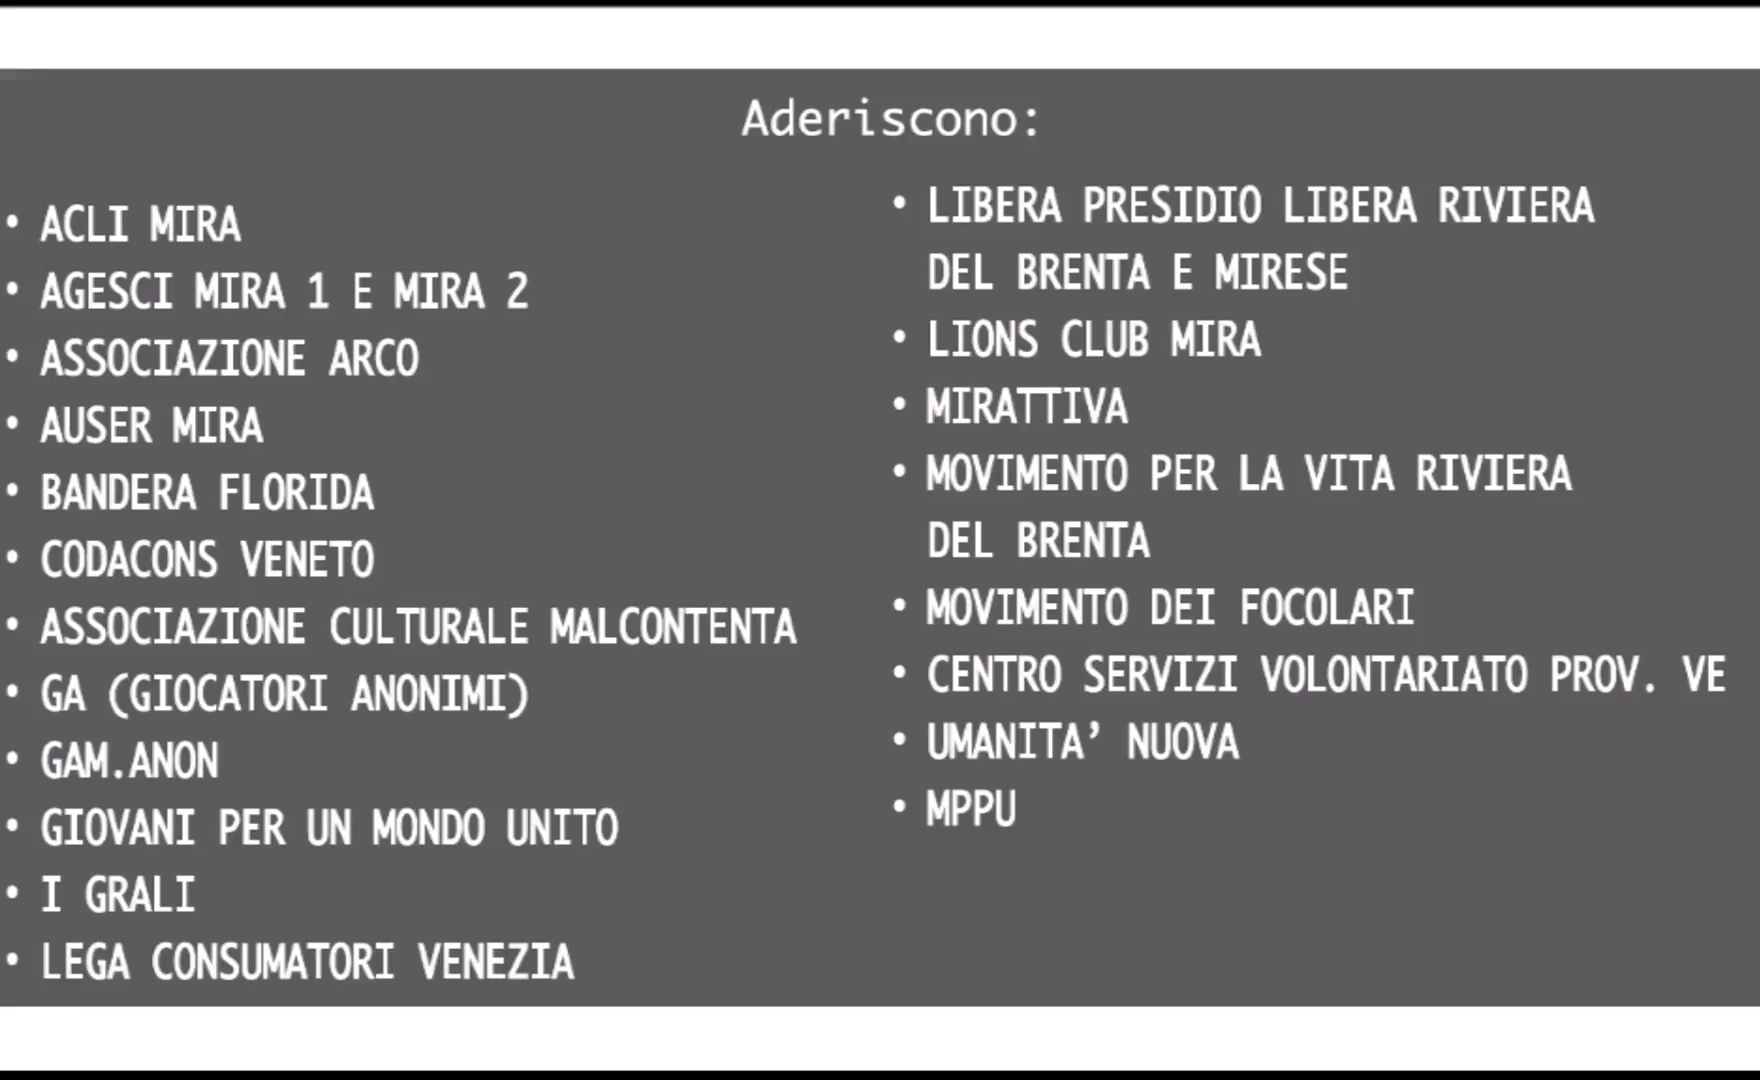 Aderiscono:
• ACLI MIRA
• AGESCI MIRA 1 E MIRA 2
• ASSOCIAZIONE ARCO
• AUSER MIRA
• BANDERA FLORIDA
• CODACONS VENETO
• ASSOCIAZIONE CULTURALE MALCONTENTA
• GA (GIOCATORI ANONIMI)
• GAM.ANON
• GIOVANI PER UN MONDO UNITO
• I GRALI
• LEGA CONSUMATORI VENEZIA
• LIBERA PRESIDIO LIBERA RIVIERA
DEL BRENTA E MIRESE
• LIONS CLUB MIRA
• MIRATTIVA
• MOVIMENTO PER LA VITA RIVIERA
DEL BRENTA
• MOVIMENTO DEI FOCOLARI
• CENTRO SERVIZI VOLONTARIATO PROV. VE
• UMANITA’ NUOVA
• MPPU